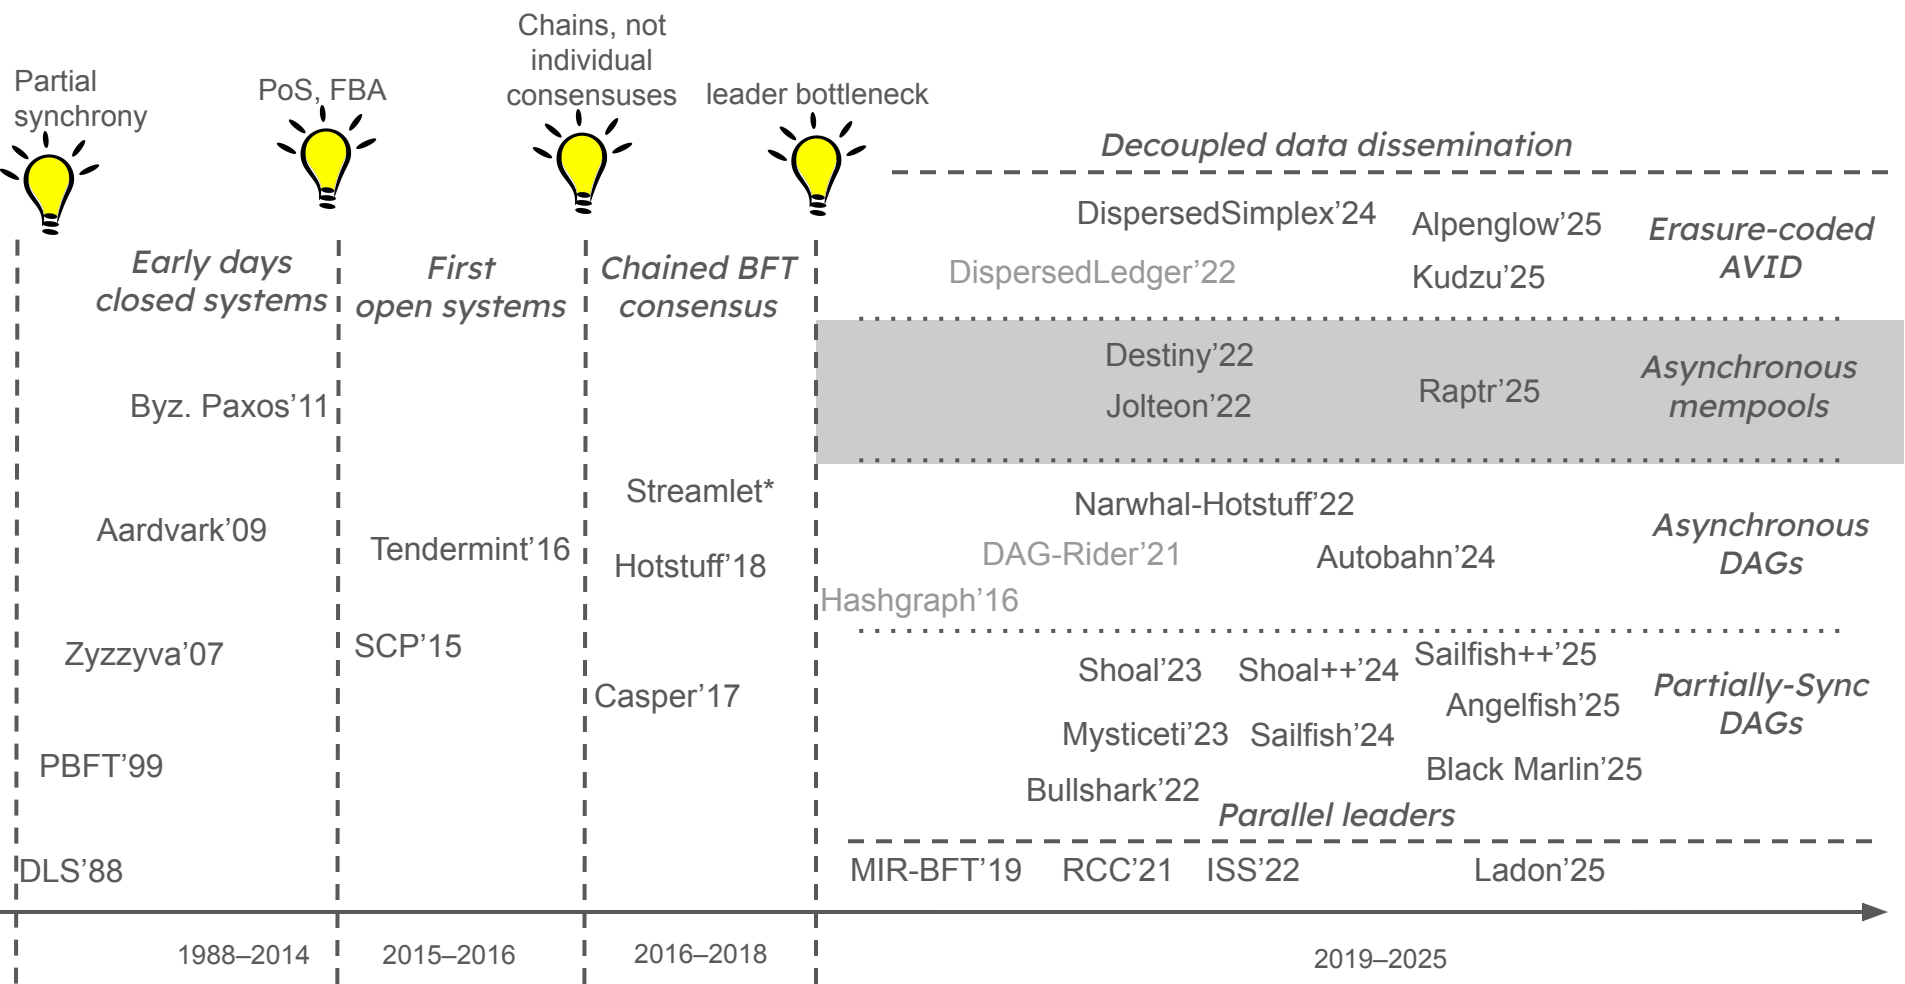 Partial
synchrony
PoS, FBA
Chains, not
individual
consensuses
leader bottleneck
Early days
closed systems
Byz. Paxos’11
Aardvark’09
Zyzzyva’07
PBFT’99
DLS’88
First
open systems
Tendermint’16
SCP’15
Chained BFT
consensus
Streamlet*
Hotstuff’18
Casper’17
Decoupled data dissemination
DispersedSimplex’24
Alpenglow’25
DispersedLedger’22
Kudzu’25
Erasure-coded
AVID
Destiny’22
Jolteon’22
Raptr’25
Asynchronous
mempools
Narwhal-Hotstuff’22
DAG-Rider’21
Autobahn’24
Hashgraph’16
Asynchronous
DAGs
Shoal’23
Shoal++’24
Sailfish++’25
Angelfish’25
Mysticeti’23
Sailfish’24
Black Marlin’25
Bullshark’22
Partially-Sync
DAGs
Parallel leaders
MIR-BFT’19
RCC’21
ISS’22
Ladon’25
1988–2014
2015–2016
2016–2018
2019–2025